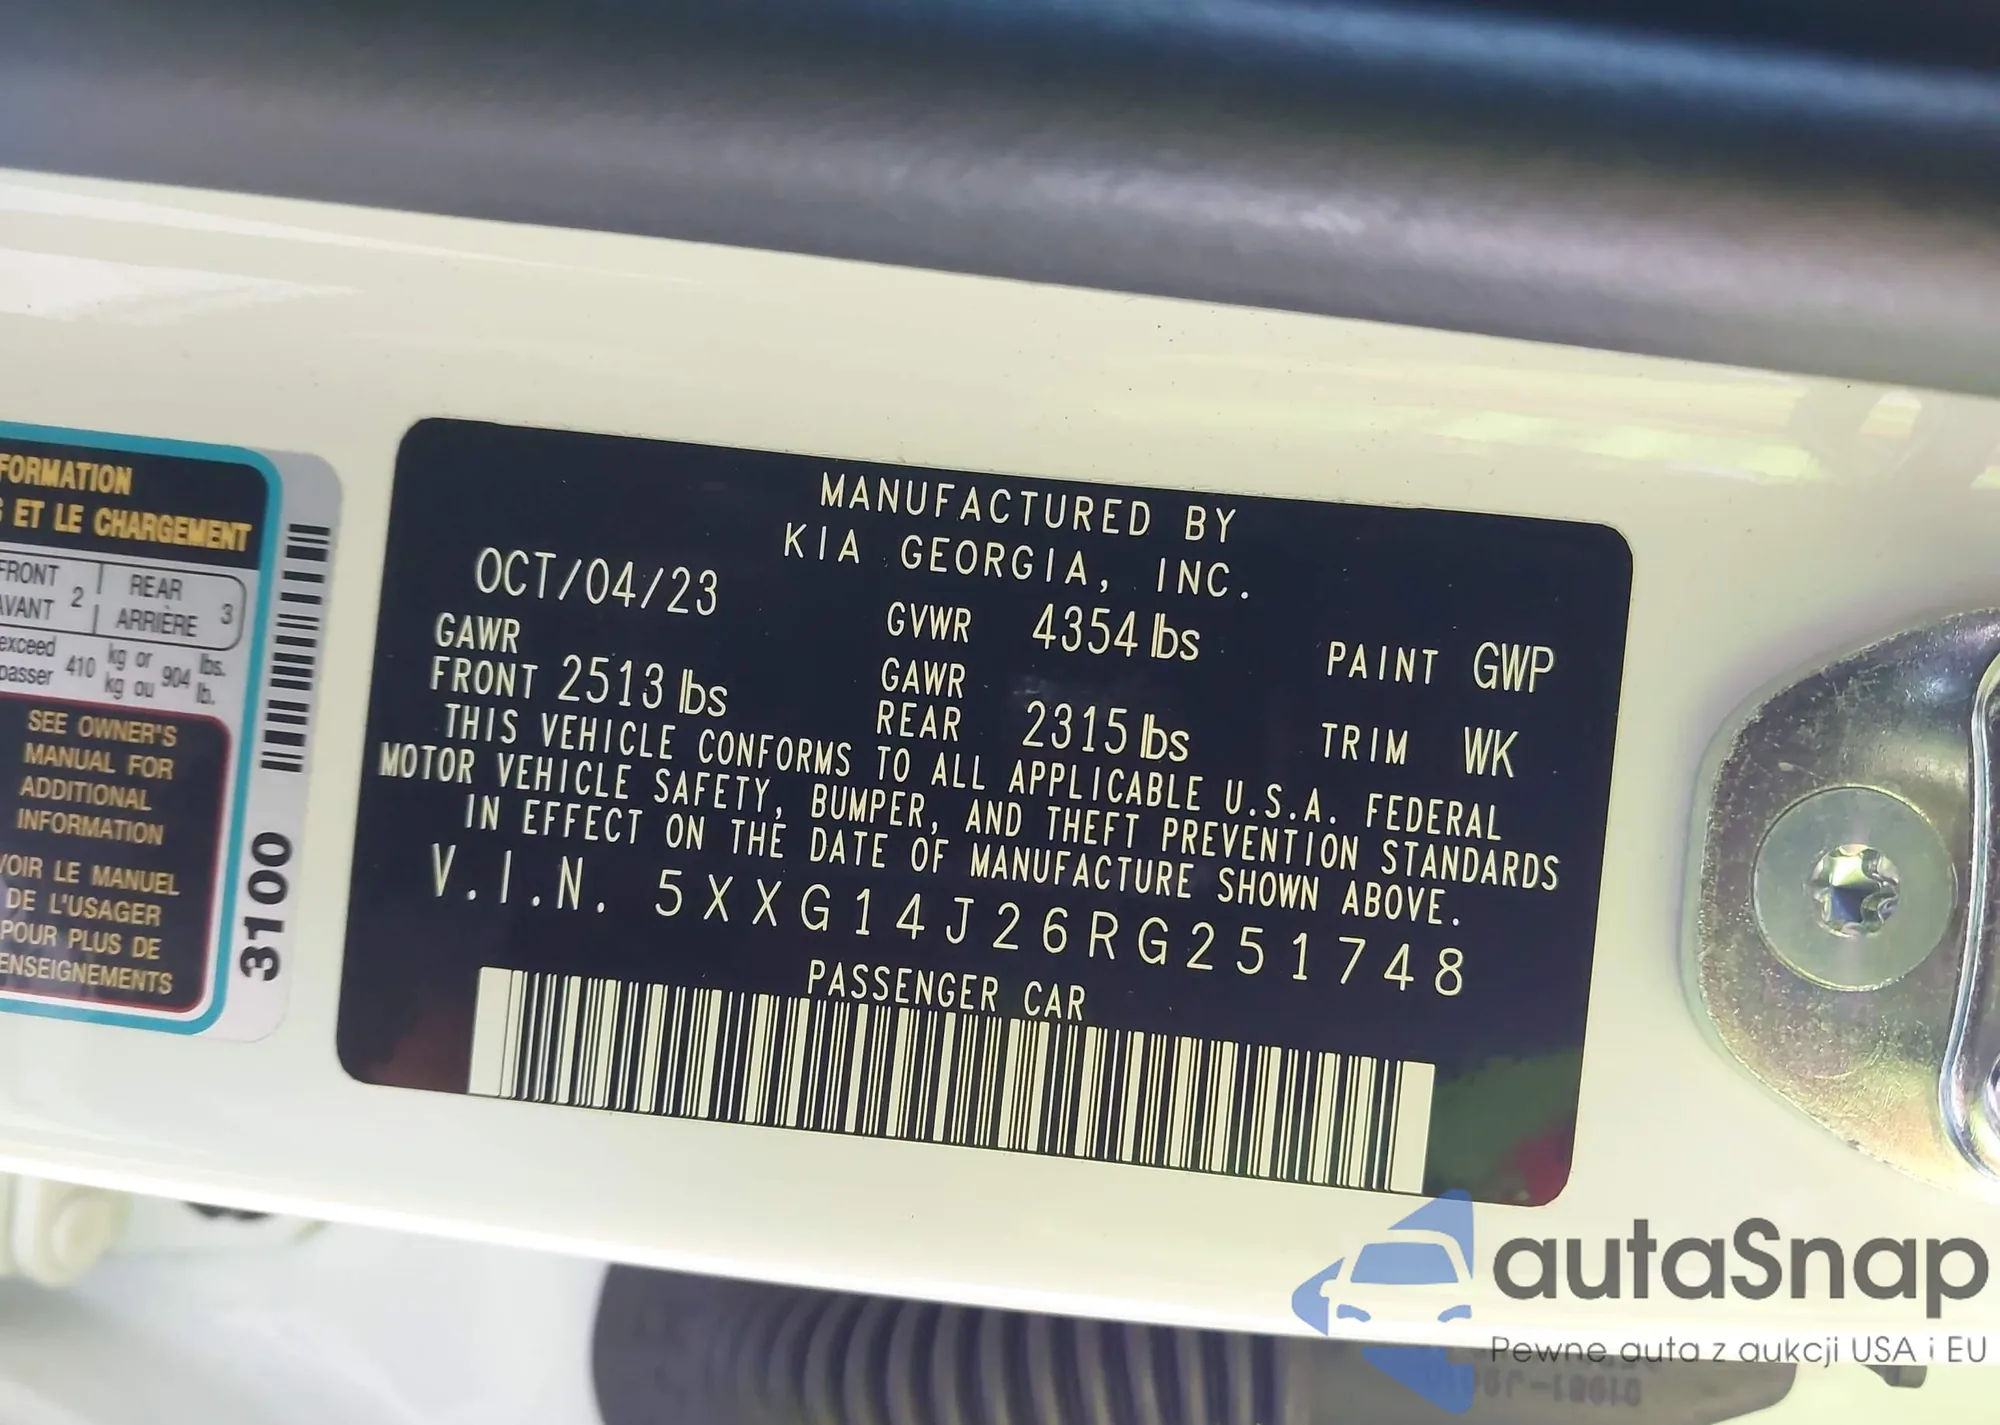 FORMATION
ET LE CHARGEMENT
FRONT 2 REAR 3
AVANT ARRIÈRE
exceed 410 kg or 904 lbs.
passer kg ou lb.
SEE OWNER'S
MANUAL FOR
ADDITIONAL
INFORMATION
VOIR LE MANUEL
DE L'USAGER
POUR PLUS DE
ENSEIGNEMENTS
3100
MANUFACTURED BY
KIA GEORGIA, INC.
OCT/04/23
GAWR
FRONT 2513 lbs
GVWR 4354 lbs
GAWR
REAR 2315 lbs
PAINT GWP
TRIM WK
THIS VEHICLE CONFORMS TO ALL APPLICABLE U.S.A. FEDERAL
MOTOR VEHICLE SAFETY, BUMPER, AND THEFT PREVENTION STANDARDS
IN EFFECT ON THE DATE OF MANUFACTURE SHOWN ABOVE.
V.I.N. 5XXG14J26RG251748
PASSENGER CAR
autaSnap
Pewne auta z aukcji USA i EU